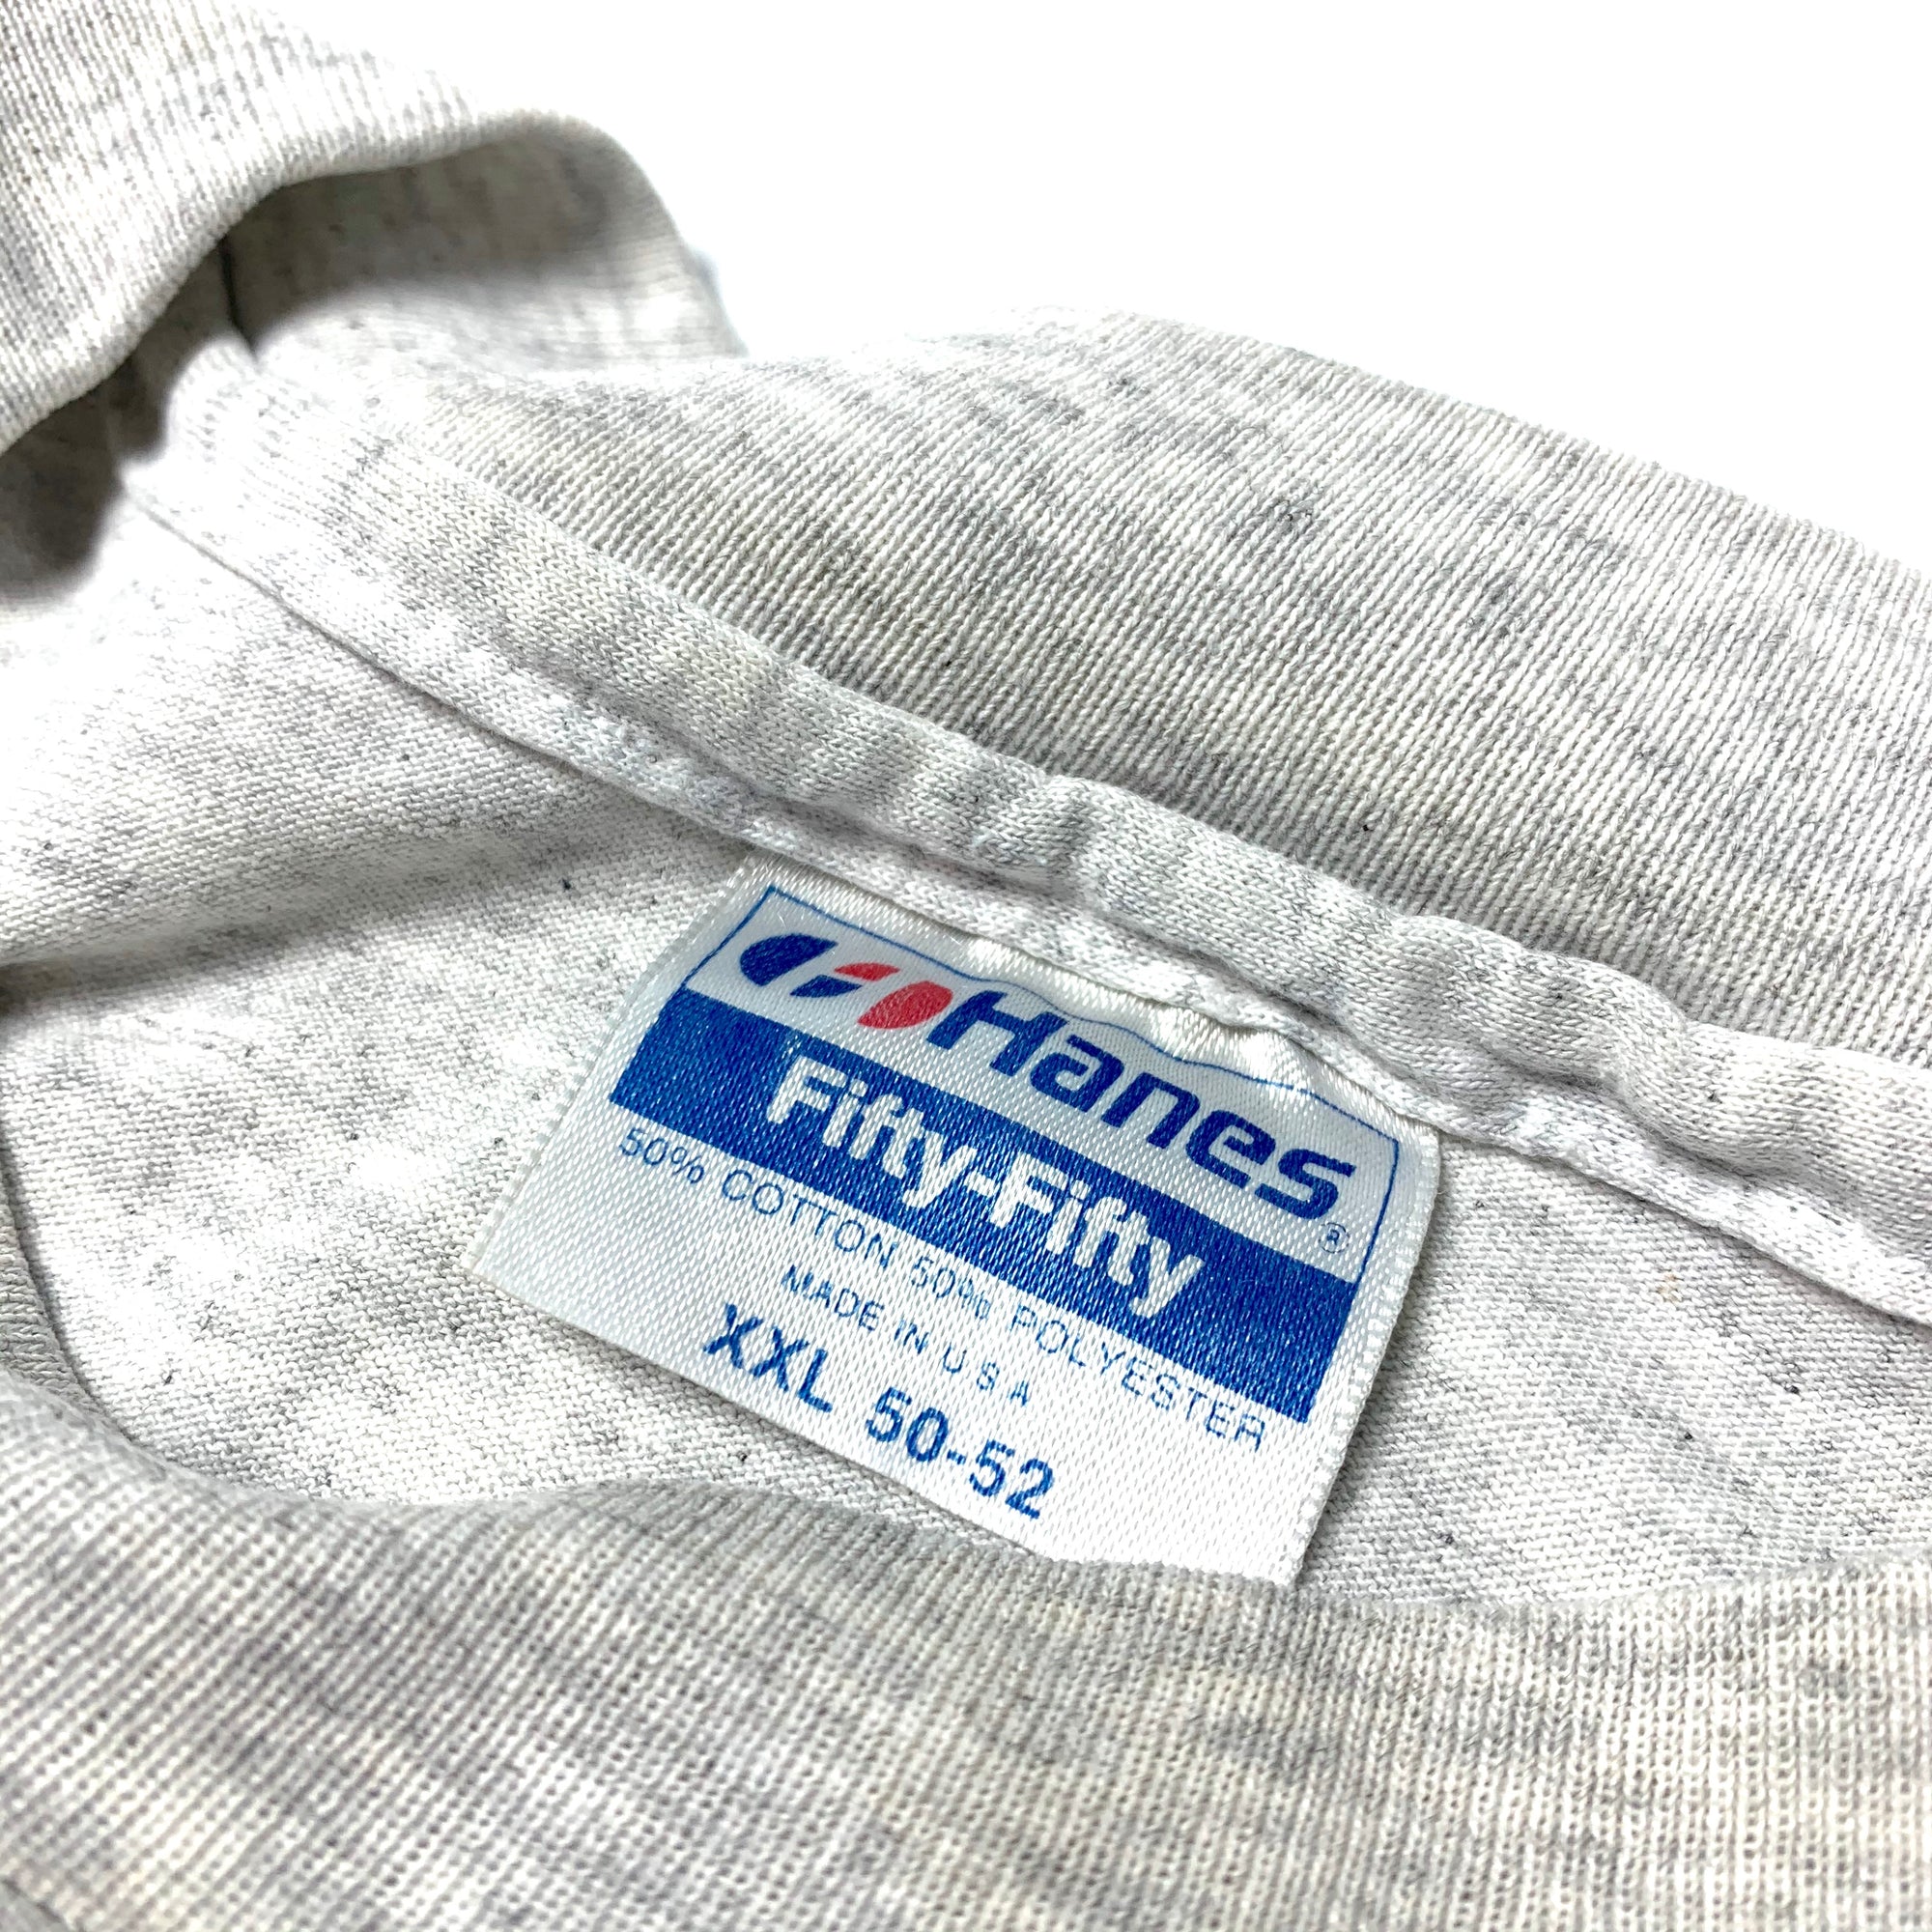 Hanes®
Fifty-Fifty
50% COTTON 50% POLYESTER
MADE IN U S A
XXL 50-52